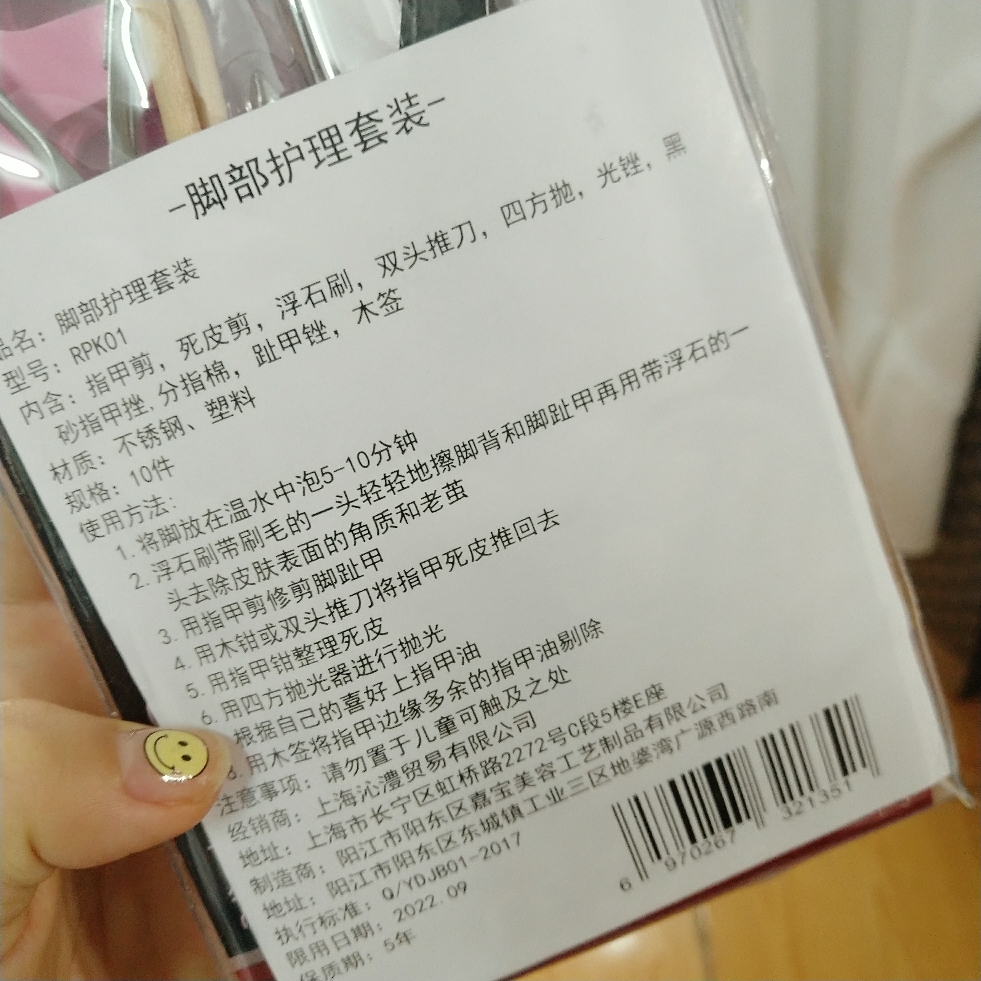 -脚部护理套装-
品名：脚部护理套装
型号：RPK01
内含：指甲剪，死皮剪，浮石刷，双头推刀，四方抛，光锉，黑
砂指甲挫,分指棉，趾甲锉，木签
材质：不锈钢、塑料
规格：10件
使用方法：
1. 将脚放在温水中泡5-10分钟
2. 浮石刷带刷毛的一头轻轻地擦脚背和脚趾甲再用带浮石的一
头去除皮肤表面的角质和老茧
3. 用指甲剪修剪脚趾甲
4. 用木钳或双头推刀将指甲死皮推回去
5. 用指甲钳整理死皮
6. 用四方抛光器进行抛光
根据自己的喜好上指甲油
8. 用木签将指甲边缘多余的指甲油剔除
注意事项：请勿置于儿童可触及之处
经销商：上海沁澧贸易有限公司
地址：上海市长宁区虹桥路2272号C段5楼E座
制造商：阳江市阳东区嘉宝美容工艺制品有限公司
地址：阳江市阳东区东城镇工业三区地婆湾广源西路南
执行标准：Q/YDJB01-2017
限用日期：2022.09
保质期：5年
6 970267 321351